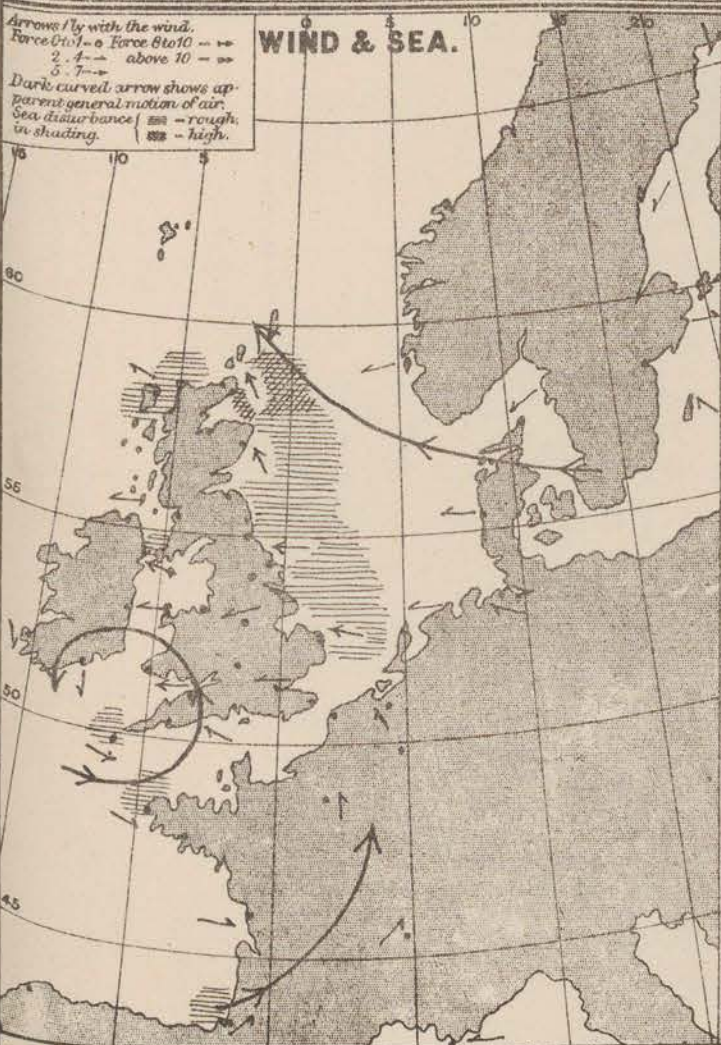 Arrows fly with the wind.
Force 0 to 1 - Force 8 to 10 -
2 . 4 - above 10 -
5 . 7 -
Dark curved arrow shows ap-
parent general motion of air.
Sea disturbance { - rough.
in shading. { - high.
WIND & SEA.
0 5 10 15 20
15 10 5
60
55
50
45